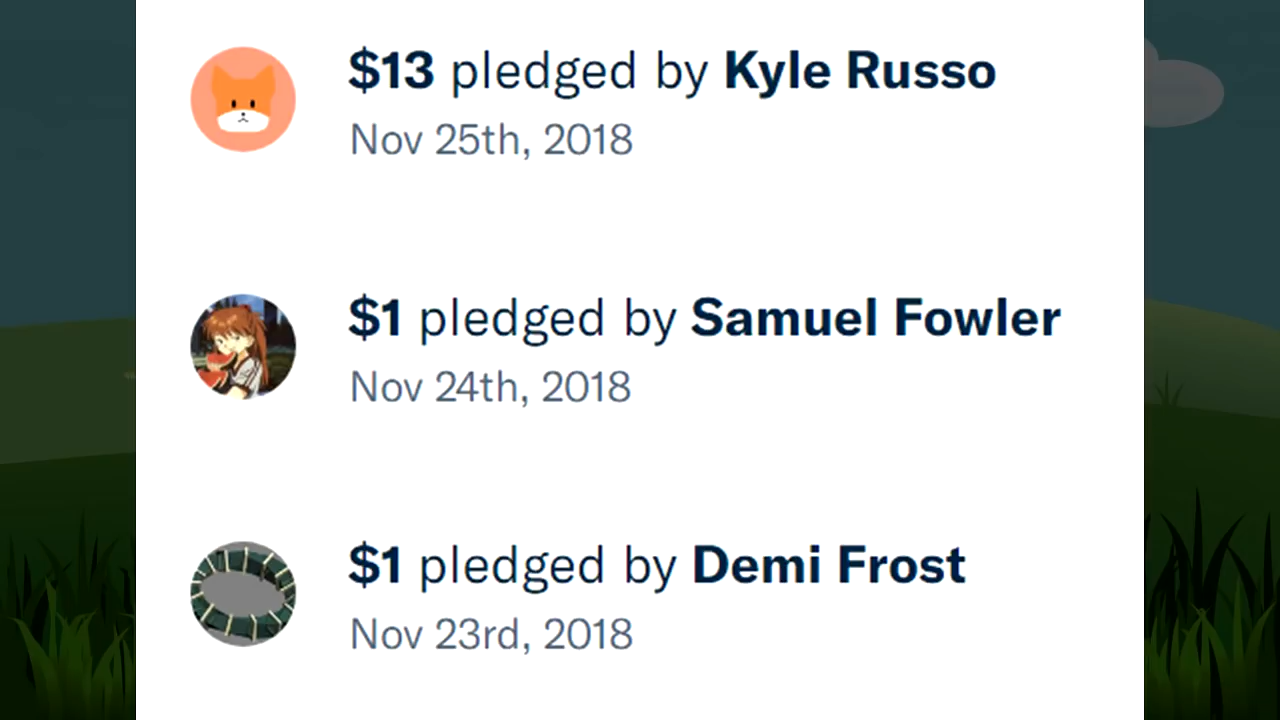 $13 pledged by Kyle Russo
Nov 25th, 2018
$1 pledged by Samuel Fowler
Nov 24th, 2018
$1 pledged by Demi Frost
Nov 23rd, 2018